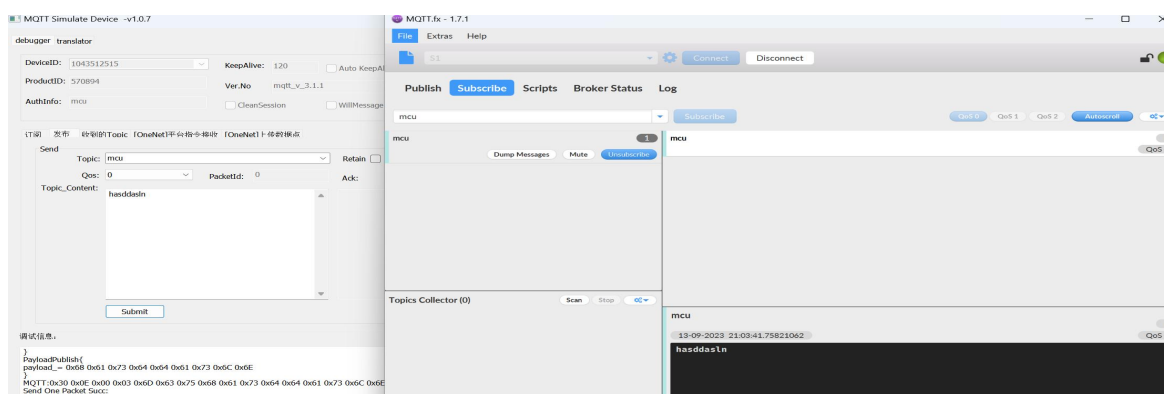 MQTT Simulate Device -v1.0.7
debugger translator
DeviceID: 1043512515
KeepAlive: 120
Auto KeepAl
ProductID: 570894
Ver.No mqtt_v_3.1.1
AuthInfo: mcu
CleanSession
WillMessage
订阅 发布 收到的Topic [OneNet]平台指令接收 [OneNet]上传数据点
Send
Topic: mcu
Retain
Qos: 0
PacketId: 0
Ack:
Topic_Content:
hasddasln
Submit
调试信息:
}
PayloadPublish{
payload_= 0x68 0x61 0x73 0x64 0x64 0x61 0x73 0x6C 0x6E
}
MQTT:0x30 0x0E 0x00 0x03 0x6D 0x63 0x75 0x68 0x61 0x73 0x64 0x64 0x61 0x73 0x6C 0x6E
Send One Packet Succ:
MQTT.fx - 1.7.1
File Extras Help
S1
Connect Disconnect
Publish Subscribe Scripts Broker Status Log
mcu
Subscribe
QoS 0 QoS 1 QoS 2 Autoscroll
mcu 1
Dump Messages Mute Unsubscribe
mcu
QoS
Topics Collector (0)
Scan Stop
mcu
13-09-2023 21:03:41.75821062
QoS
hasddasln